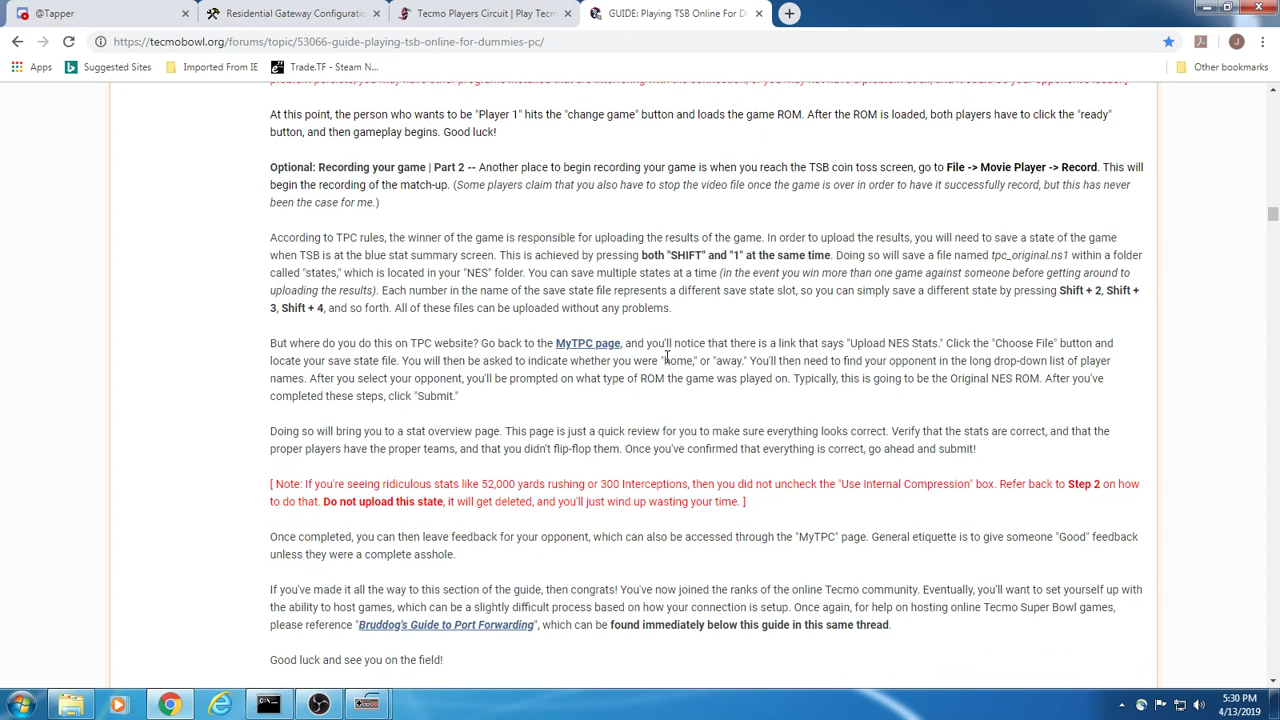 @Tapper
Residential Gateway Configuratio
Tecmo Players Circuit | Play Tecm
GUIDE: Playing TSB Online For Du
https://tecmobowl.org/forums/topic/53066-guide-playing-tsb-online-for-dummies-pc/
J
Apps
Suggested Sites
Imported From IE
Trade.TF - Steam N...
Other bookmarks
At this point, the person who wants to be "Player 1" hits the "change game" button and loads the game ROM. After the ROM is loaded, both players have to click the "ready"
button, and then gameplay begins. Good luck!
Optional: Recording your game | Part 2 -- Another place to begin recording your game is when you reach the TSB coin toss screen, go to File -> Movie Player -> Record. This will
begin the recording of the match-up. (Some players claim that you also have to stop the video file once the game is over in order to have it successfully record, but this has never
been the case for me.)
According to TPC rules, the winner of the game is responsible for uploading the results of the game. In order to upload the results, you will need to save a state of the game
when TSB is at the blue stat summary screen. This is achieved by pressing both "SHIFT" and "1" at the same time. Doing so will save a file named tpc_original.ns1 within a folder
called "states," which is located in your "NES" folder. You can save multiple states at a time (in the event you win more than one game against someone before getting around to
uploading the results). Each number in the name of the save state file represents a different save state slot, so you can simply save a different state by pressing Shift + 2, Shift +
3, Shift + 4, and so forth. All of these files can be uploaded without any problems.
But where do you do this on TPC website? Go back to the MyTPC page, and you'll notice that there is a link that says "Upload NES Stats." Click the "Choose File" button and
locate your save state file. You will then be asked to indicate whether you were "home," or "away." You'll then need to find your opponent in the long drop-down list of player
names. After you select your opponent, you'll be prompted on what type of ROM the game was played on. Typically, this is going to be the Original NES ROM. After you've
completed these steps, click "Submit."
Doing so will bring you to a stat overview page. This page is just a quick review for you to make sure everything looks correct. Verify that the stats are correct, and that the
proper players have the proper teams, and that you didn't flip-flop them. Once you've confirmed that everything is correct, go ahead and submit!
[ Note: If you're seeing ridiculous stats like 52,000 yards rushing or 300 Interceptions, then you did not uncheck the "Use Internal Compression" box. Refer back to Step 2 on how
to do that. Do not upload this state, it will get deleted, and you'll just wind up wasting your time. ]
Once completed, you can then leave feedback for your opponent, which can also be accessed through the "MyTPC" page. General etiquette is to give someone "Good" feedback
unless they were a complete asshole.
If you've made it all the way to this section of the guide, then congrats! You've now joined the ranks of the online Tecmo community. Eventually, you'll want to set yourself up with
the ability to host games, which can be a slightly difficult process based on how your connection is setup. Once again, for help on hosting online Tecmo Super Bowl games,
please reference "Bruddog's Guide to Port Forwarding", which can be found immediately below this guide in this same thread.
Good luck and see you on the field!
5:30 PM
4/13/2019